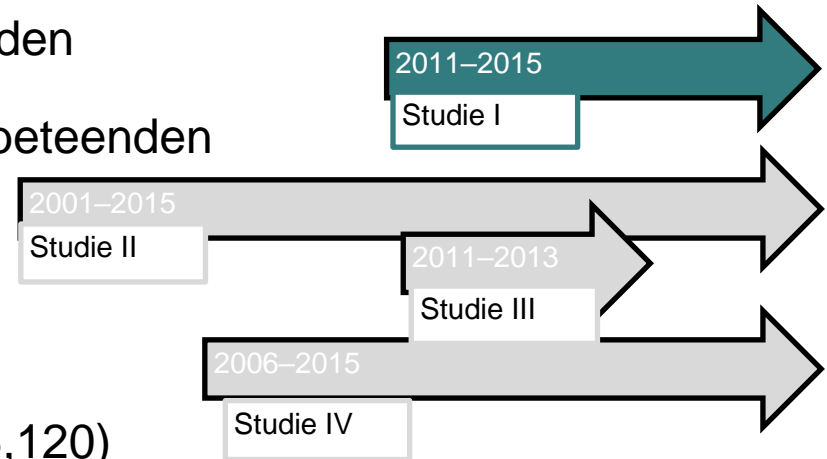 den
2011–2015
Studie I
beteenden
2001–2015
Studie II
2011–2013
Studie III
2006–2015
Studie IV
,120)